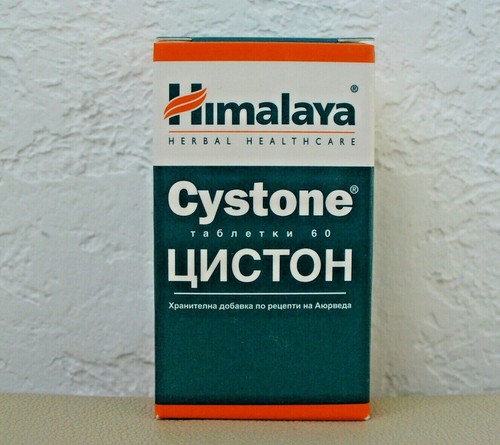 Himalaya®
HERBAL HEALTHCARE
Cystone®
таблетки 60
ЦИСТОН
Хранителна добавка по рецепти на Аюрведа